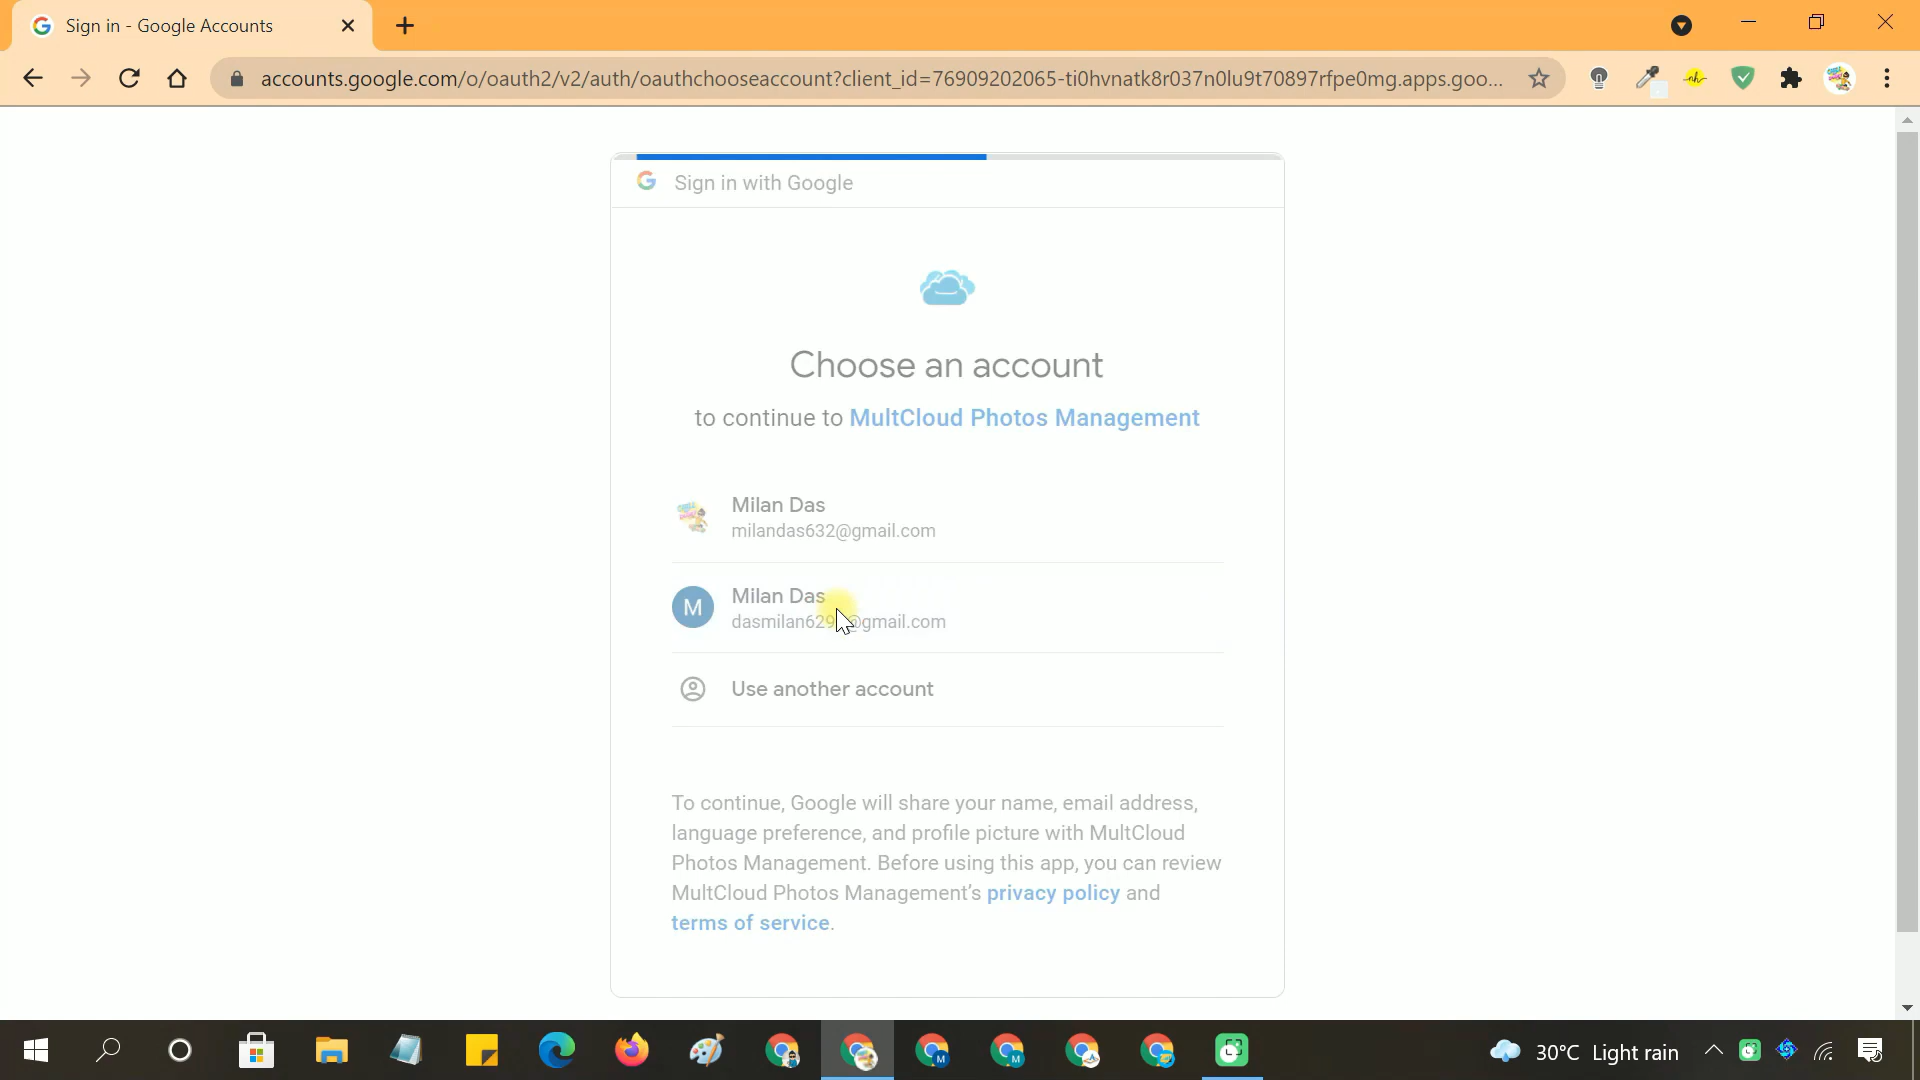 Sign in - Google Accounts
accounts.google.com/o/oauth2/v2/auth/oauthchooseaccount?client_id=76909202065-ti0hvnatk8r037n0lu9t70897rfpe0mg.apps.goo...
Sign in with Google
Choose an account
to continue to MultCloud Photos Management
Milan Das
milandas632@gmail.com
M
Milan Das
@gmail.com
Use another account
To continue, Google will share your name, email address,
language preference, and profile picture with MultCloud
Photos Management. Before using this app, you can review
MultCloud Photos Management's privacy policy and
terms of service.
30°C Light rain